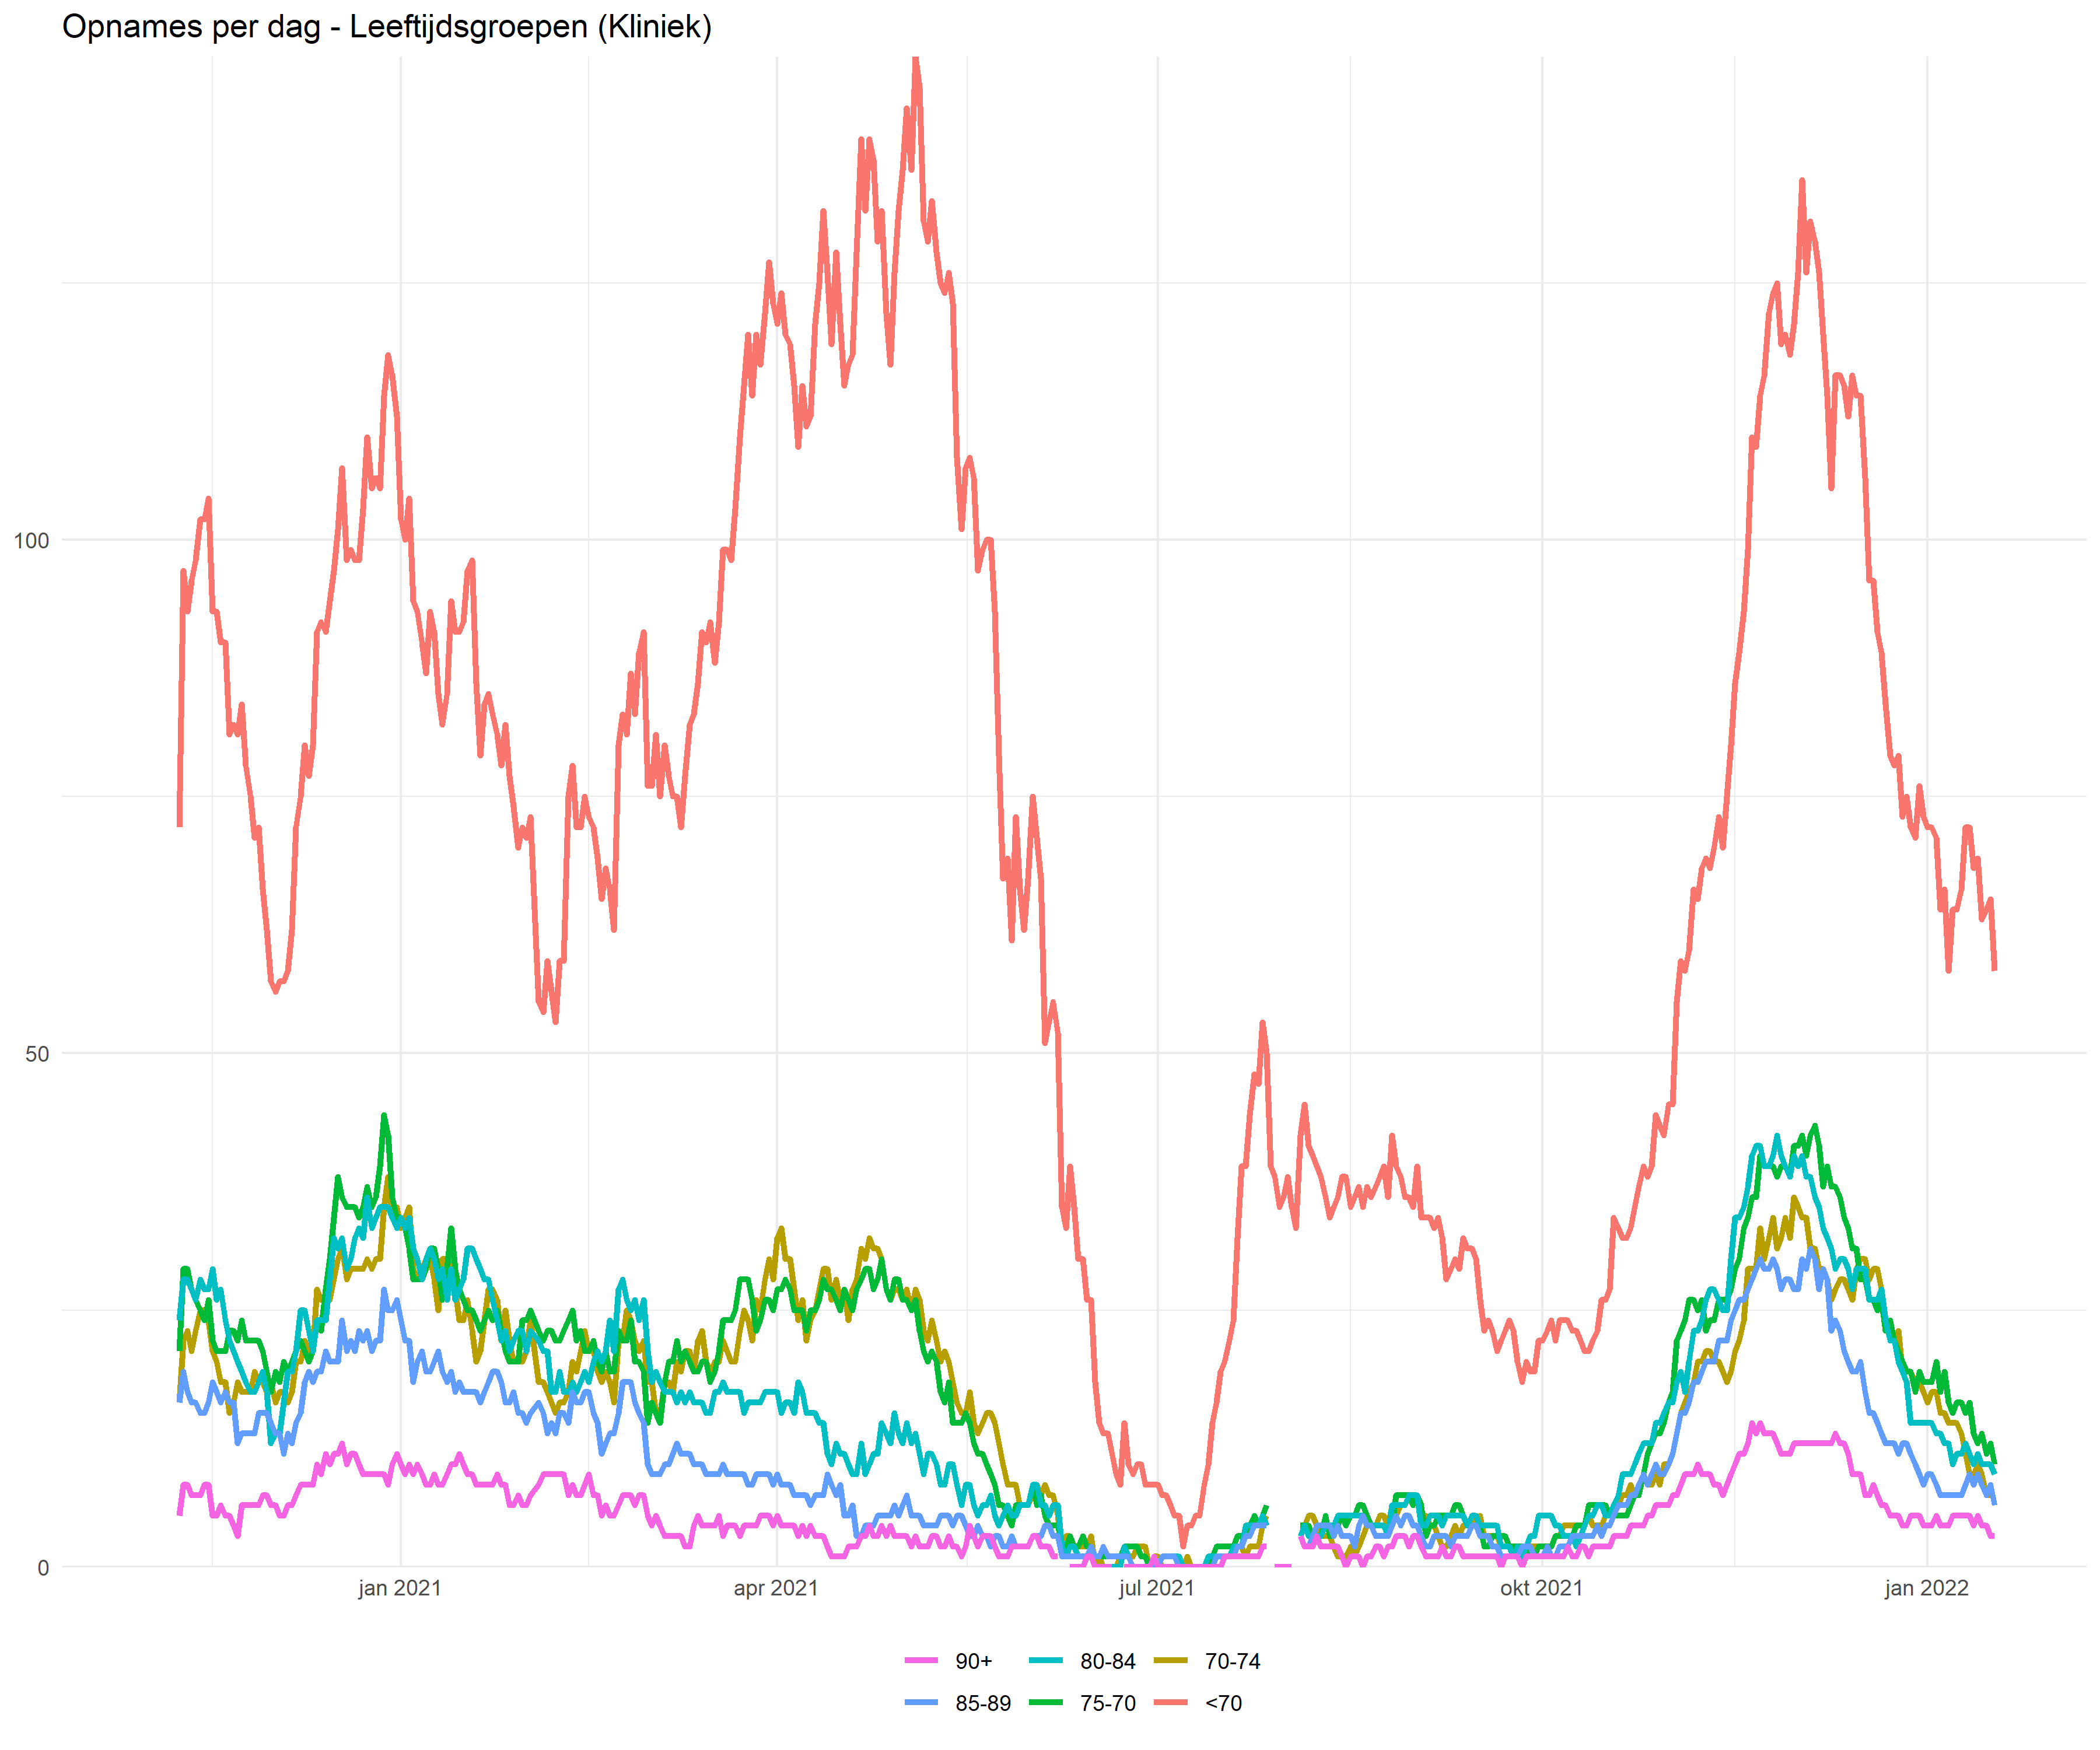 Opnames per dag - Leeftijdsgroepen (Kliniek)
100
50
0
jan 2021 apr 2021 jul 2021 okt 2021 jan 2022
90+ 80-84 70-74
85-89 75-70 <70